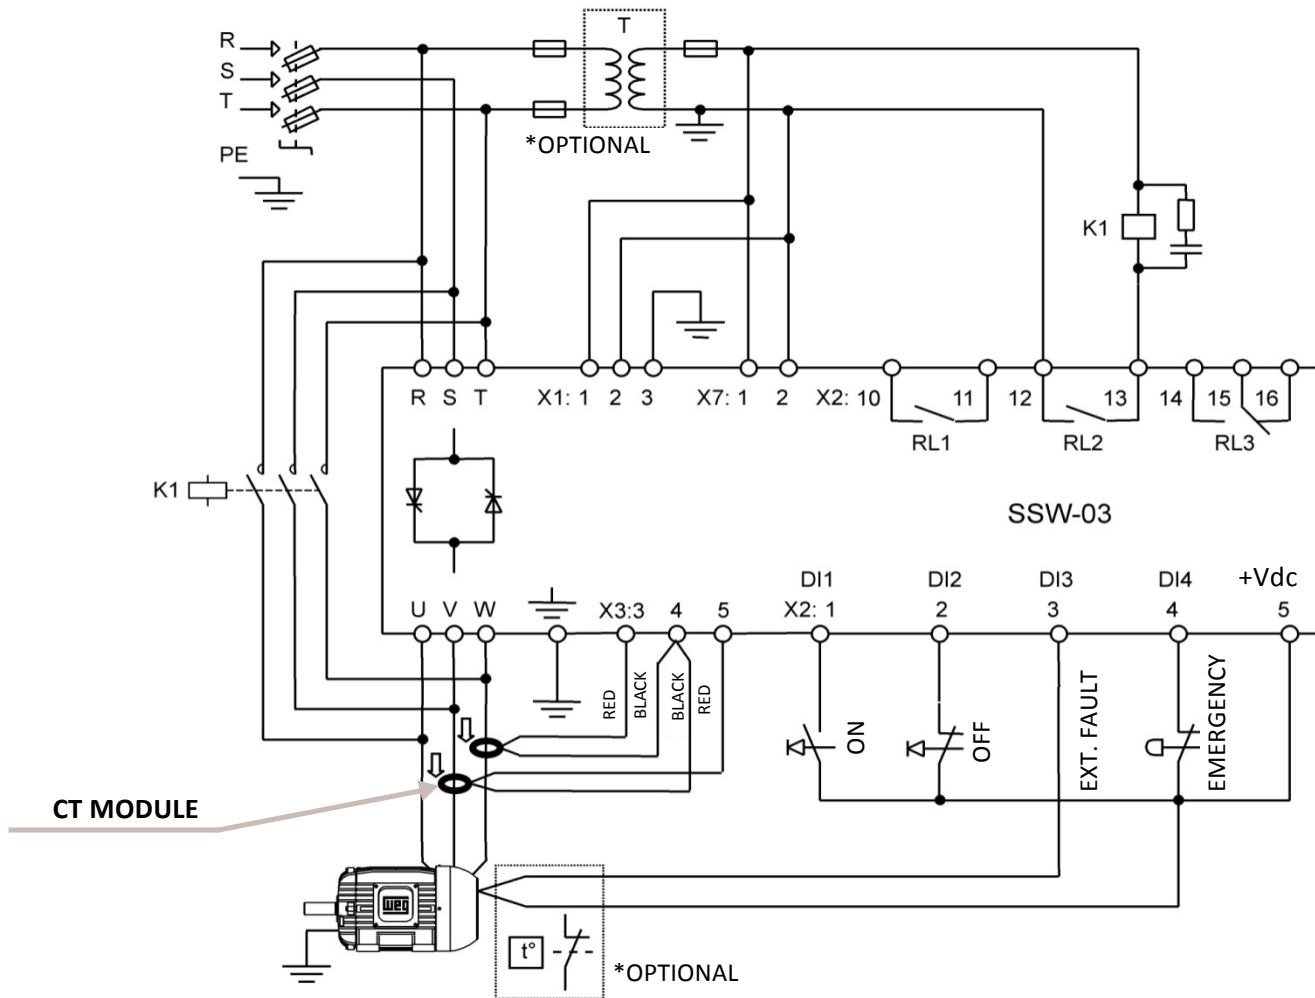 R
S
T
PE
T
*OPTIONAL
K1
R S T X1: 1 2 3 X7: 1 2 X2: 10 11 12 13 14 15 16
RL1 RL2 RL3
K1
SSW-03
DI1 DI2 DI3 DI4 +Vdc
U V W X3:3 4 5 X2: 1 2 3 4 5
RED
BLACK
BLACK
RED
ON
OFF
EXT. FAULT
EMERGENCY
CT MODULE
WEG
t°
*OPTIONAL